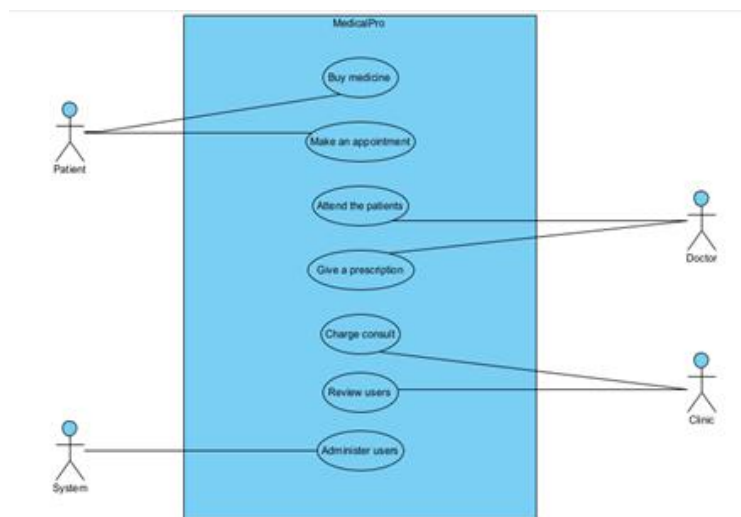 MedicalPro
Buy medicine
Make an appointment
Patient
Attend the patients
Doctor
Give a prescription
Charge consult
Review users
Clinic
Administer users
System